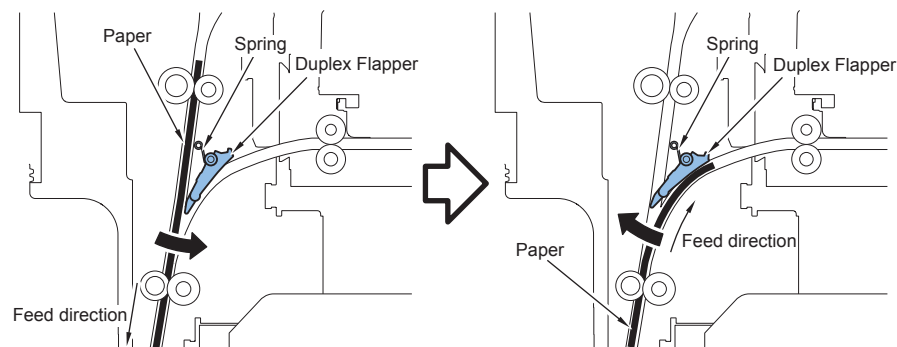 Paper
Spring
Duplex Flapper
Feed direction
Spring
Duplex Flapper
Feed direction
Paper